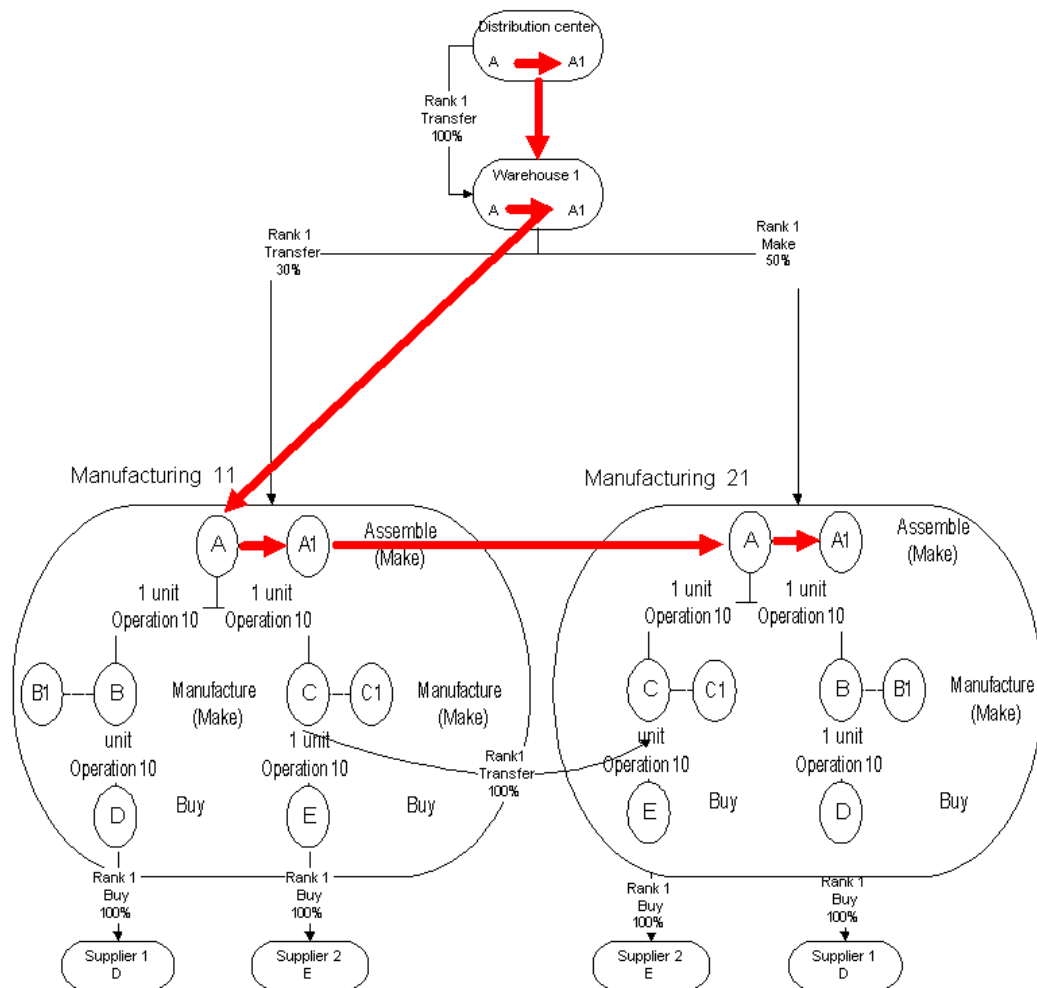 Distribution center
A A1
Rank 1
Transfer
100%
Warehouse 1
A A1
Rank 1
Transfer
30%
Rank 1
Make
50%
Manufacturing 11
A A1 Assemble
(Make)
1 unit 1 unit
Operation 10 Operation 10
B1 B Manufacture
(Make)
C C1 Manufacture
(Make)
unit 1 unit
Operation 10 Operation 10
D Buy E Buy
Rank1
Transfer
100%
Manufacturing 21
A A1 Assemble
(Make)
1 unit 1 unit
Operation 10 Operation 10
C C1 B B1 Manufacture
(Make)
unit 1 unit
Operation 10 Operation 10
E Buy D Buy
Rank 1
Buy
100%
Rank 1
Buy
100%
Rank 1
Buy
100%
Rank 1
Buy
100%
Supplier 1
D
Supplier 2
E
Supplier 2
E
Supplier 1
D